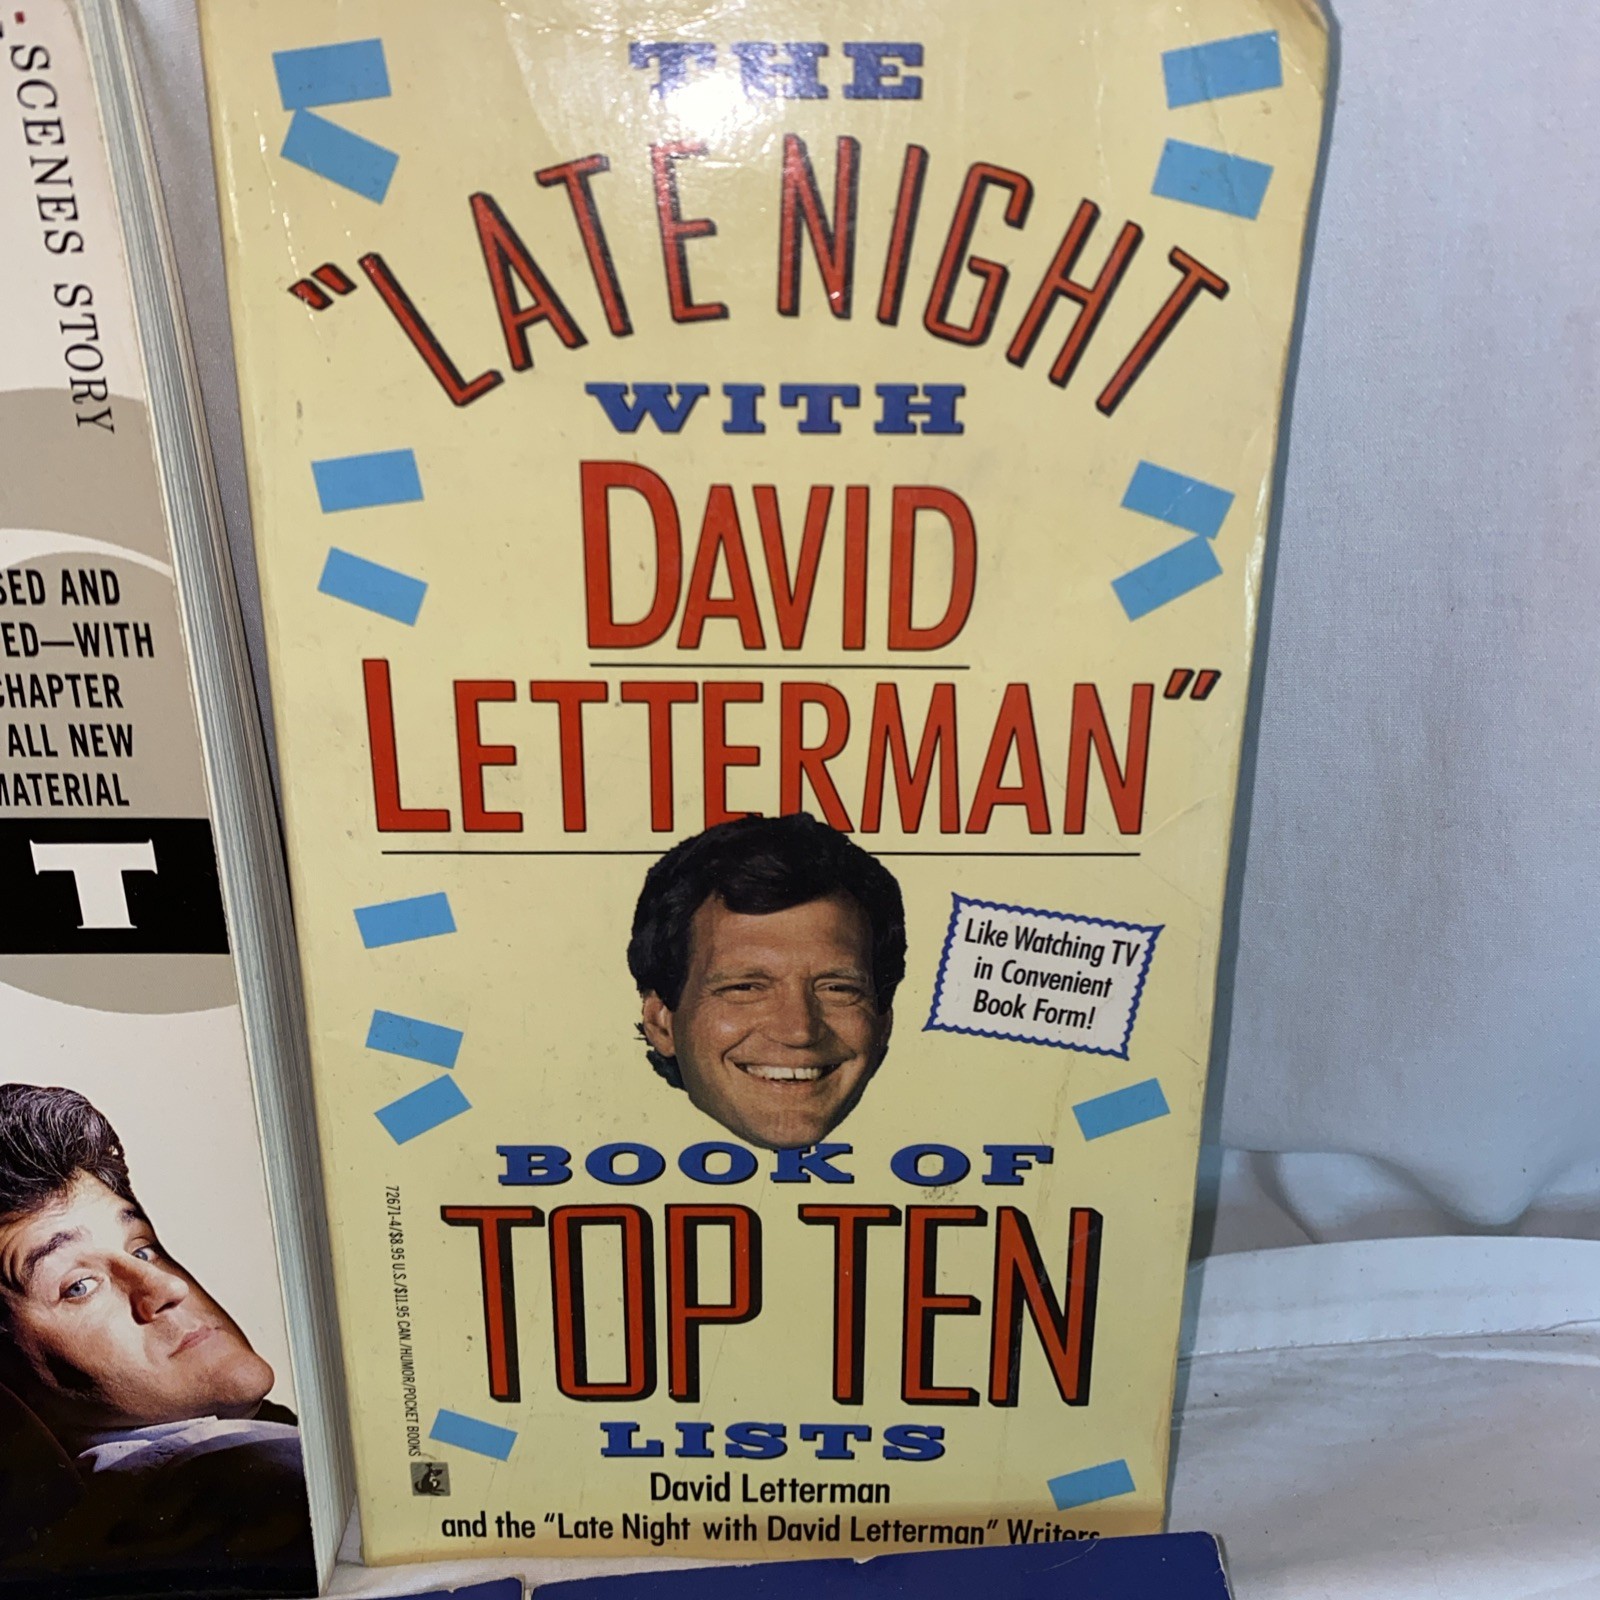 SCENES STORY
AND
WITH
CHAPTER
ALL NEW
MATERIAL
T
THE
"LATE NIGHT
WITH
DAVID
LETTERMAN"
Like Watching TV
in Convenient
Book Form!
BOOK OF
TOP TEN
LISTS
David Letterman
and the "Late Night with David Letterman" Writers
72671-4/$8.95 U.S./$11.95 CAN./HUMOR/POCKET BOOKS